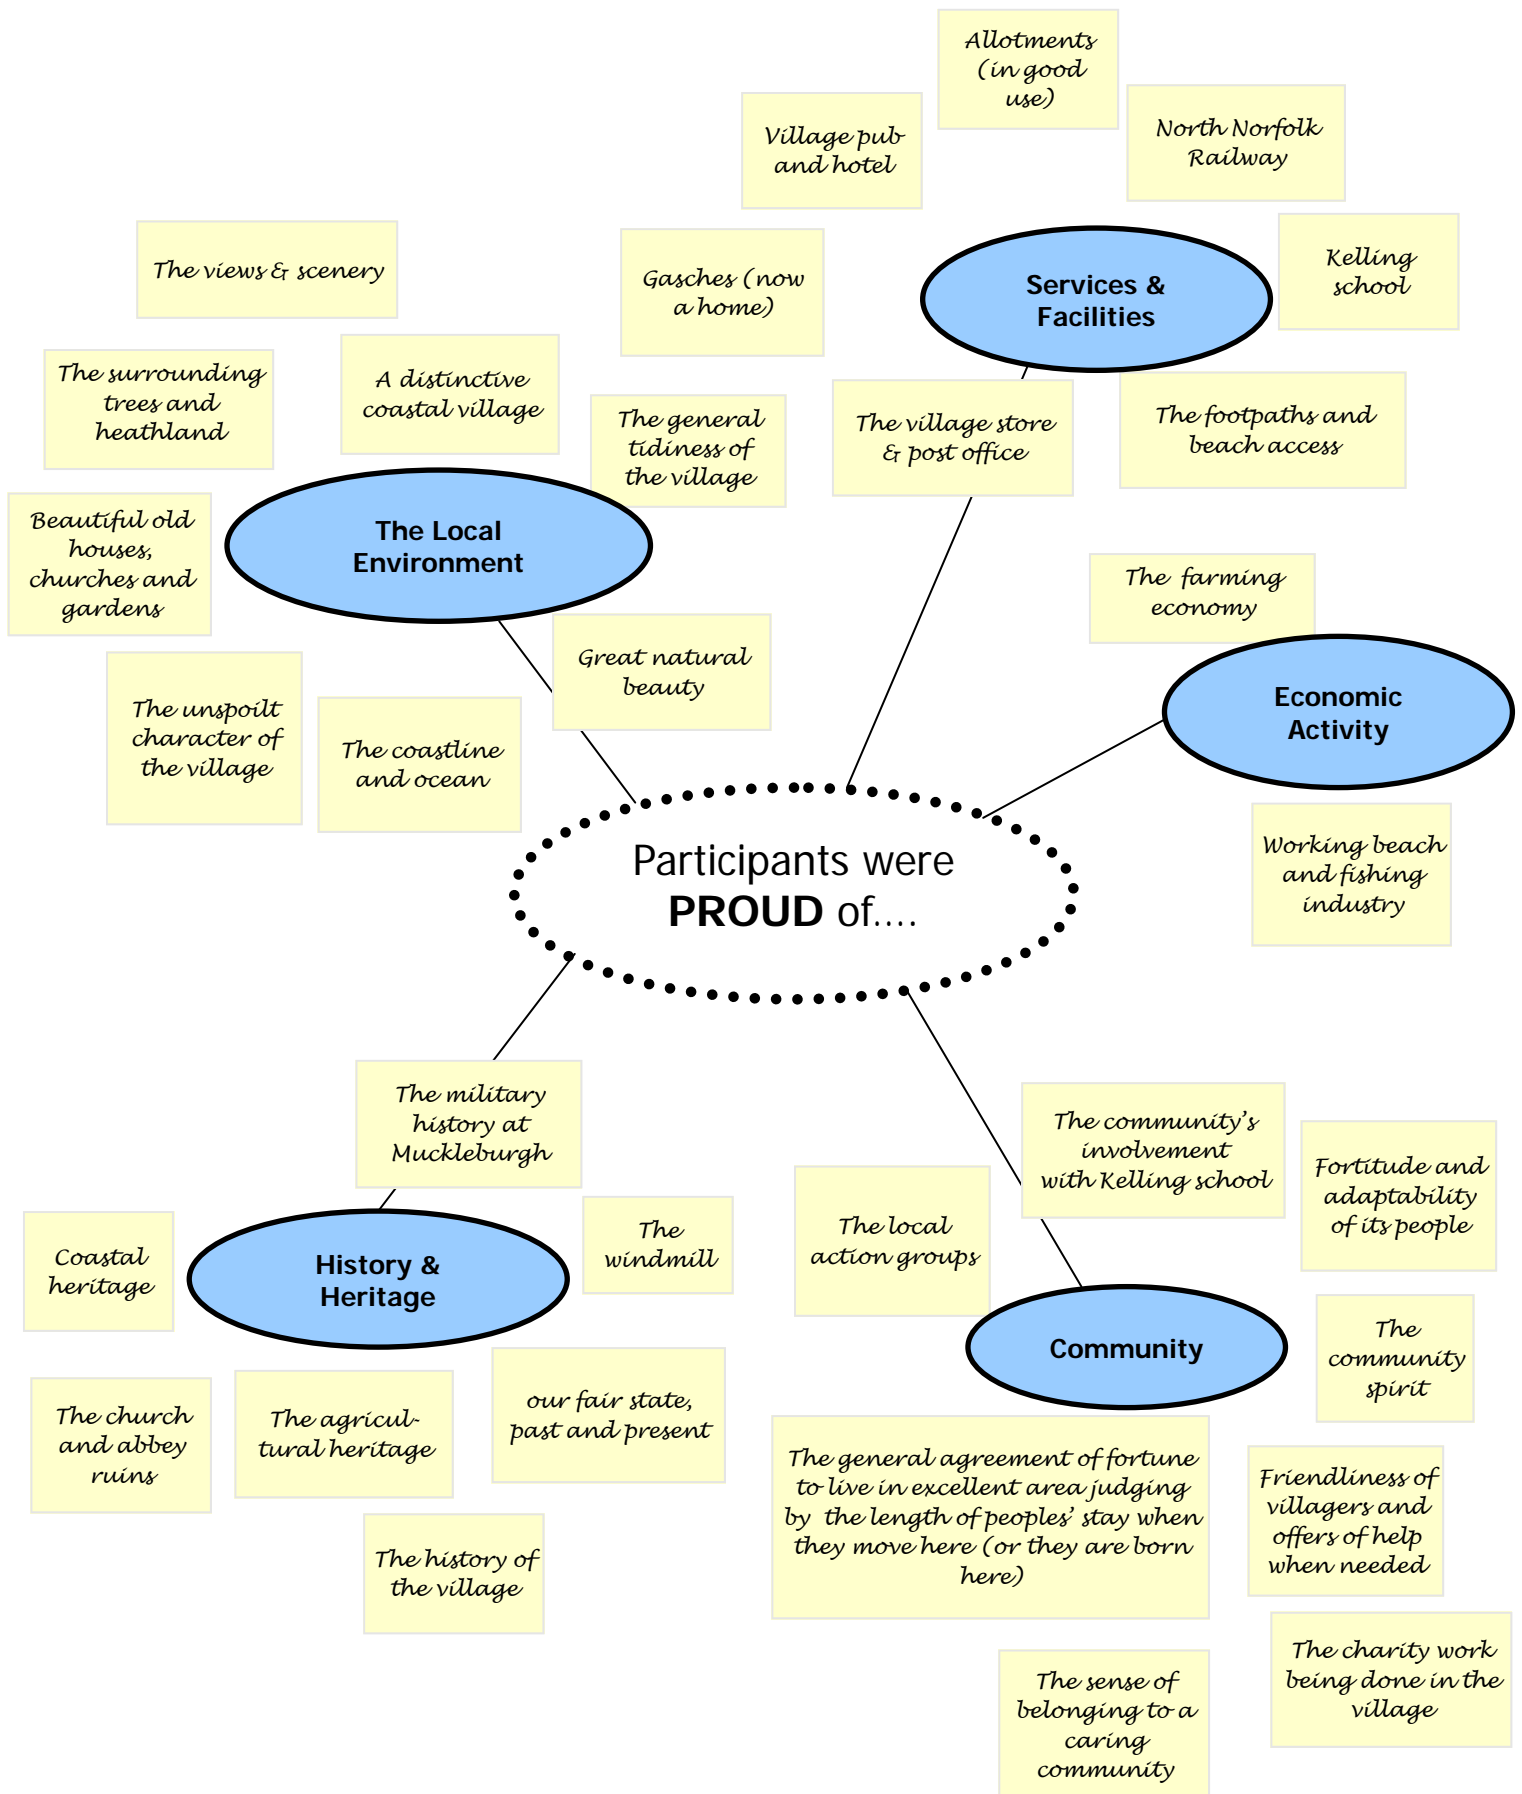 Allotments
(in good
use)
Village pub
and hotel
North Norfolk
Railway
Gasches (now
a home)
Services &
Facilities
Kelling
school
The village store
& post office
The footpaths and
beach access
The views & scenery
The surrounding
trees and
heathland
A distinctive
coastal village
The general
tidiness of
the village
Beautiful old
houses,
churches and
gardens
The Local
Environment
The unspoilt
character of
the village
The coastline
and ocean
Great natural
beauty
The  farming
economy
Economic
Activity
Working beach
and fishing
industry
Participants were
PROUD of....
The military
history at
Muckleburgh
Coastal
heritage
History &
Heritage
The
windmill
The church
and abbey
ruins
The agricul-
tural heritage
our fair state,
past and present
The history of
the village
The community's
involvement
with Kelling school
The local
action groups
Fortitude and
adaptability
of its people
Community
The
community
spirit
The general agreement of fortune
to live in excellent area judging
by  the length of peoples' stay when
they move here (or they are born
here)
Friendliness of
villagers and
offers of help
when needed
The sense of
belonging to a
caring
community
The charity work
being done in the
village